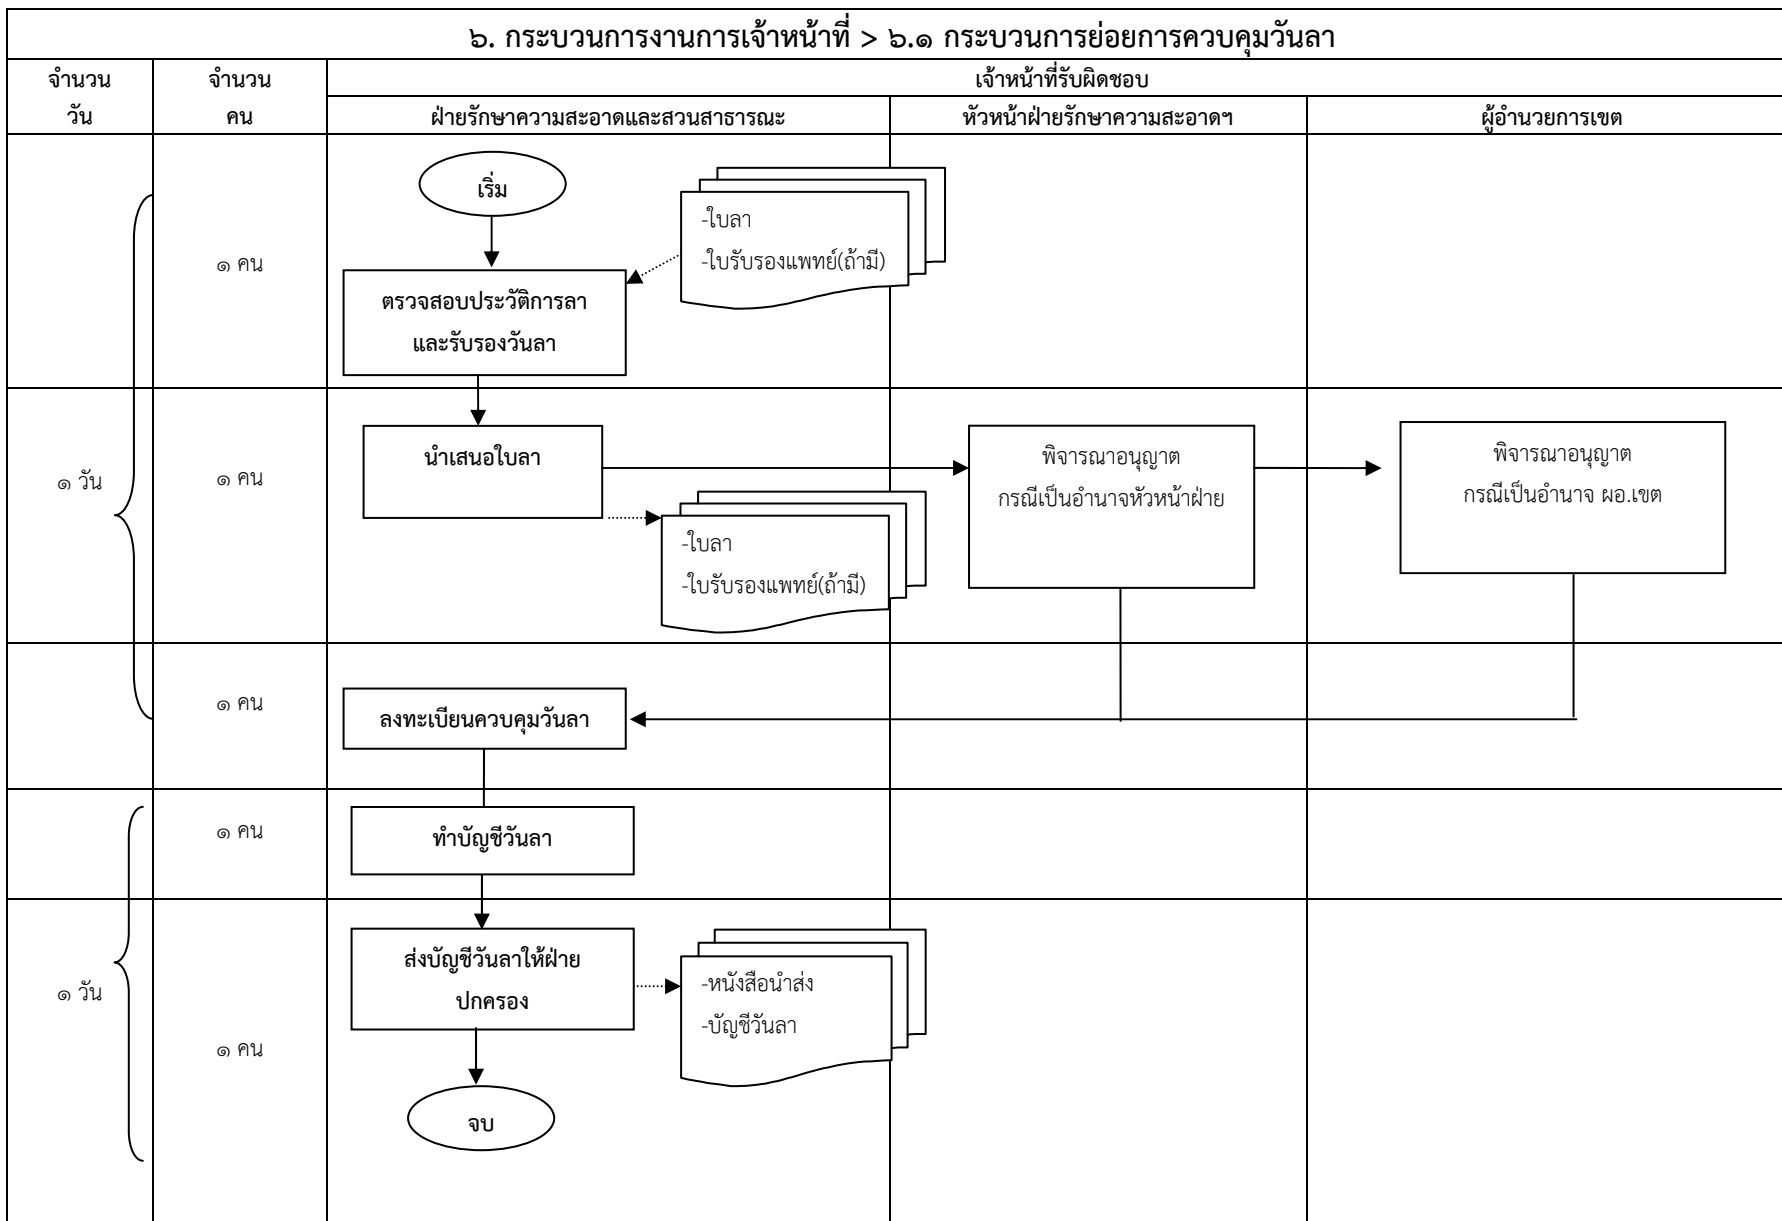 ๖. กระบวนการงานการเจ้าหน้าที่ > ๖.๑ กระบวนการย่อยการควบคุมวันลา
จำนวน
วัน
จำนวน
คน
เจ้าหน้าที่รับผิดชอบ
ฝ่ายรักษาความสะอาดและสวนสาธารณะ
หัวหน้าฝ่ายรักษาความสะอาดฯ
ผู้อำนวยการเขต
เริ่ม
-ใบลา
-ใบรับรองแพทย์(ถ้ามี)
๑ คน
ตรวจสอบประวัติการลา
และรับรองวันลา
๑ วัน
๑ คน
นำเสนอใบลา
พิจารณาอนุญาต
กรณีเป็นอำนาจหัวหน้าฝ่าย
พิจารณาอนุญาต
กรณีเป็นอำนาจ ผอ.เขต
-ใบลา
-ใบรับรองแพทย์(ถ้ามี)
๑ คน
ลงทะเบียนควบคุมวันลา
๑ คน
ทำบัญชีวันลา
๑ วัน
ส่งบัญชีวันลาให้ฝ่าย
ปกครอง
-หนังสือนำส่ง
-บัญชีวันลา
๑ คน
จบ